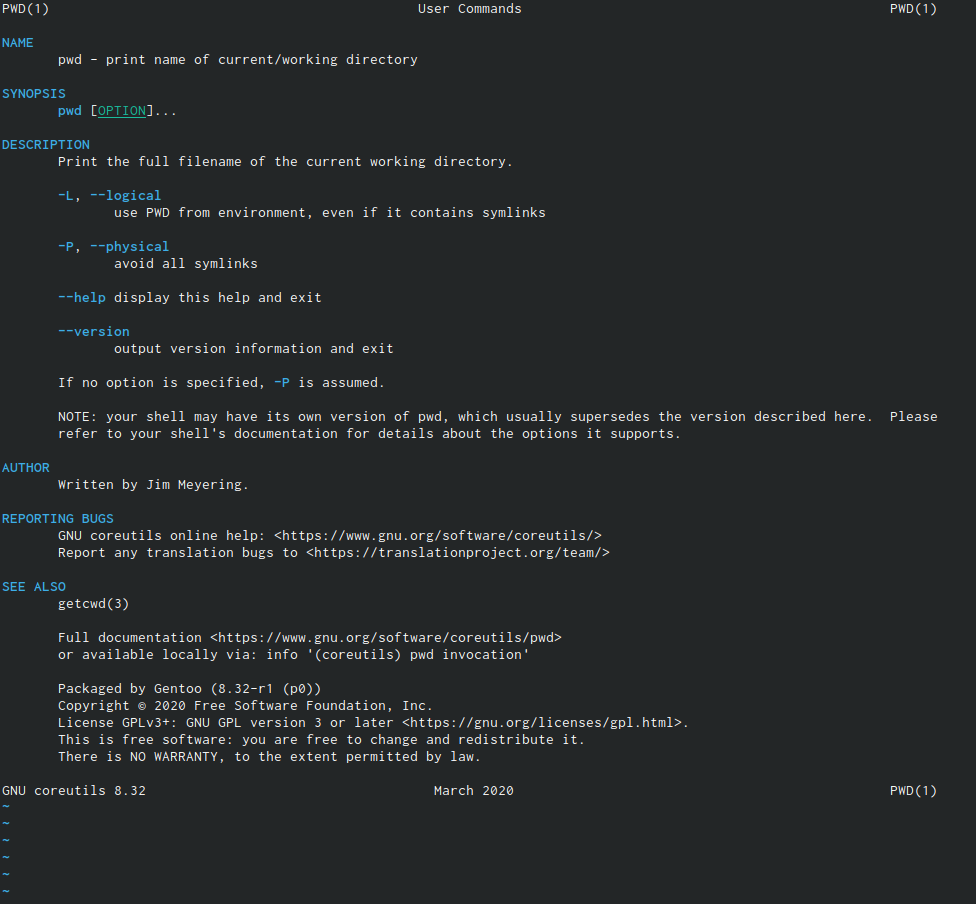 PWD(1) User Commands PWD(1)
NAME
pwd - print name of current/working directory
SYNOPSIS
pwd [OPTION]...
DESCRIPTION
Print the full filename of the current working directory.
-L, --logical
use PWD from environment, even if it contains symlinks
-P, --physical
avoid all symlinks
--help display this help and exit
--version
output version information and exit
If no option is specified, -P is assumed.
NOTE: your shell may have its own version of pwd, which usually supersedes the version described here.  Please
refer to your shell's documentation for details about the options it supports.
AUTHOR
Written by Jim Meyering.
REPORTING BUGS
GNU coreutils online help: <https://www.gnu.org/software/coreutils/>
Report any translation bugs to <https://translationproject.org/team/>
SEE ALSO
getcwd(3)
Full documentation <https://www.gnu.org/software/coreutils/pwd>
or available locally via: info '(coreutils) pwd invocation'
Packaged by Gentoo (8.32-r1 (p0))
Copyright © 2020 Free Software Foundation, Inc.
License GPLv3+: GNU GPL version 3 or later <https://gnu.org/licenses/gpl.html>.
This is free software: you are free to change and redistribute it.
There is NO WARRANTY, to the extent permitted by law.
GNU coreutils 8.32 March 2020 PWD(1)
~
~
~
~
~
~